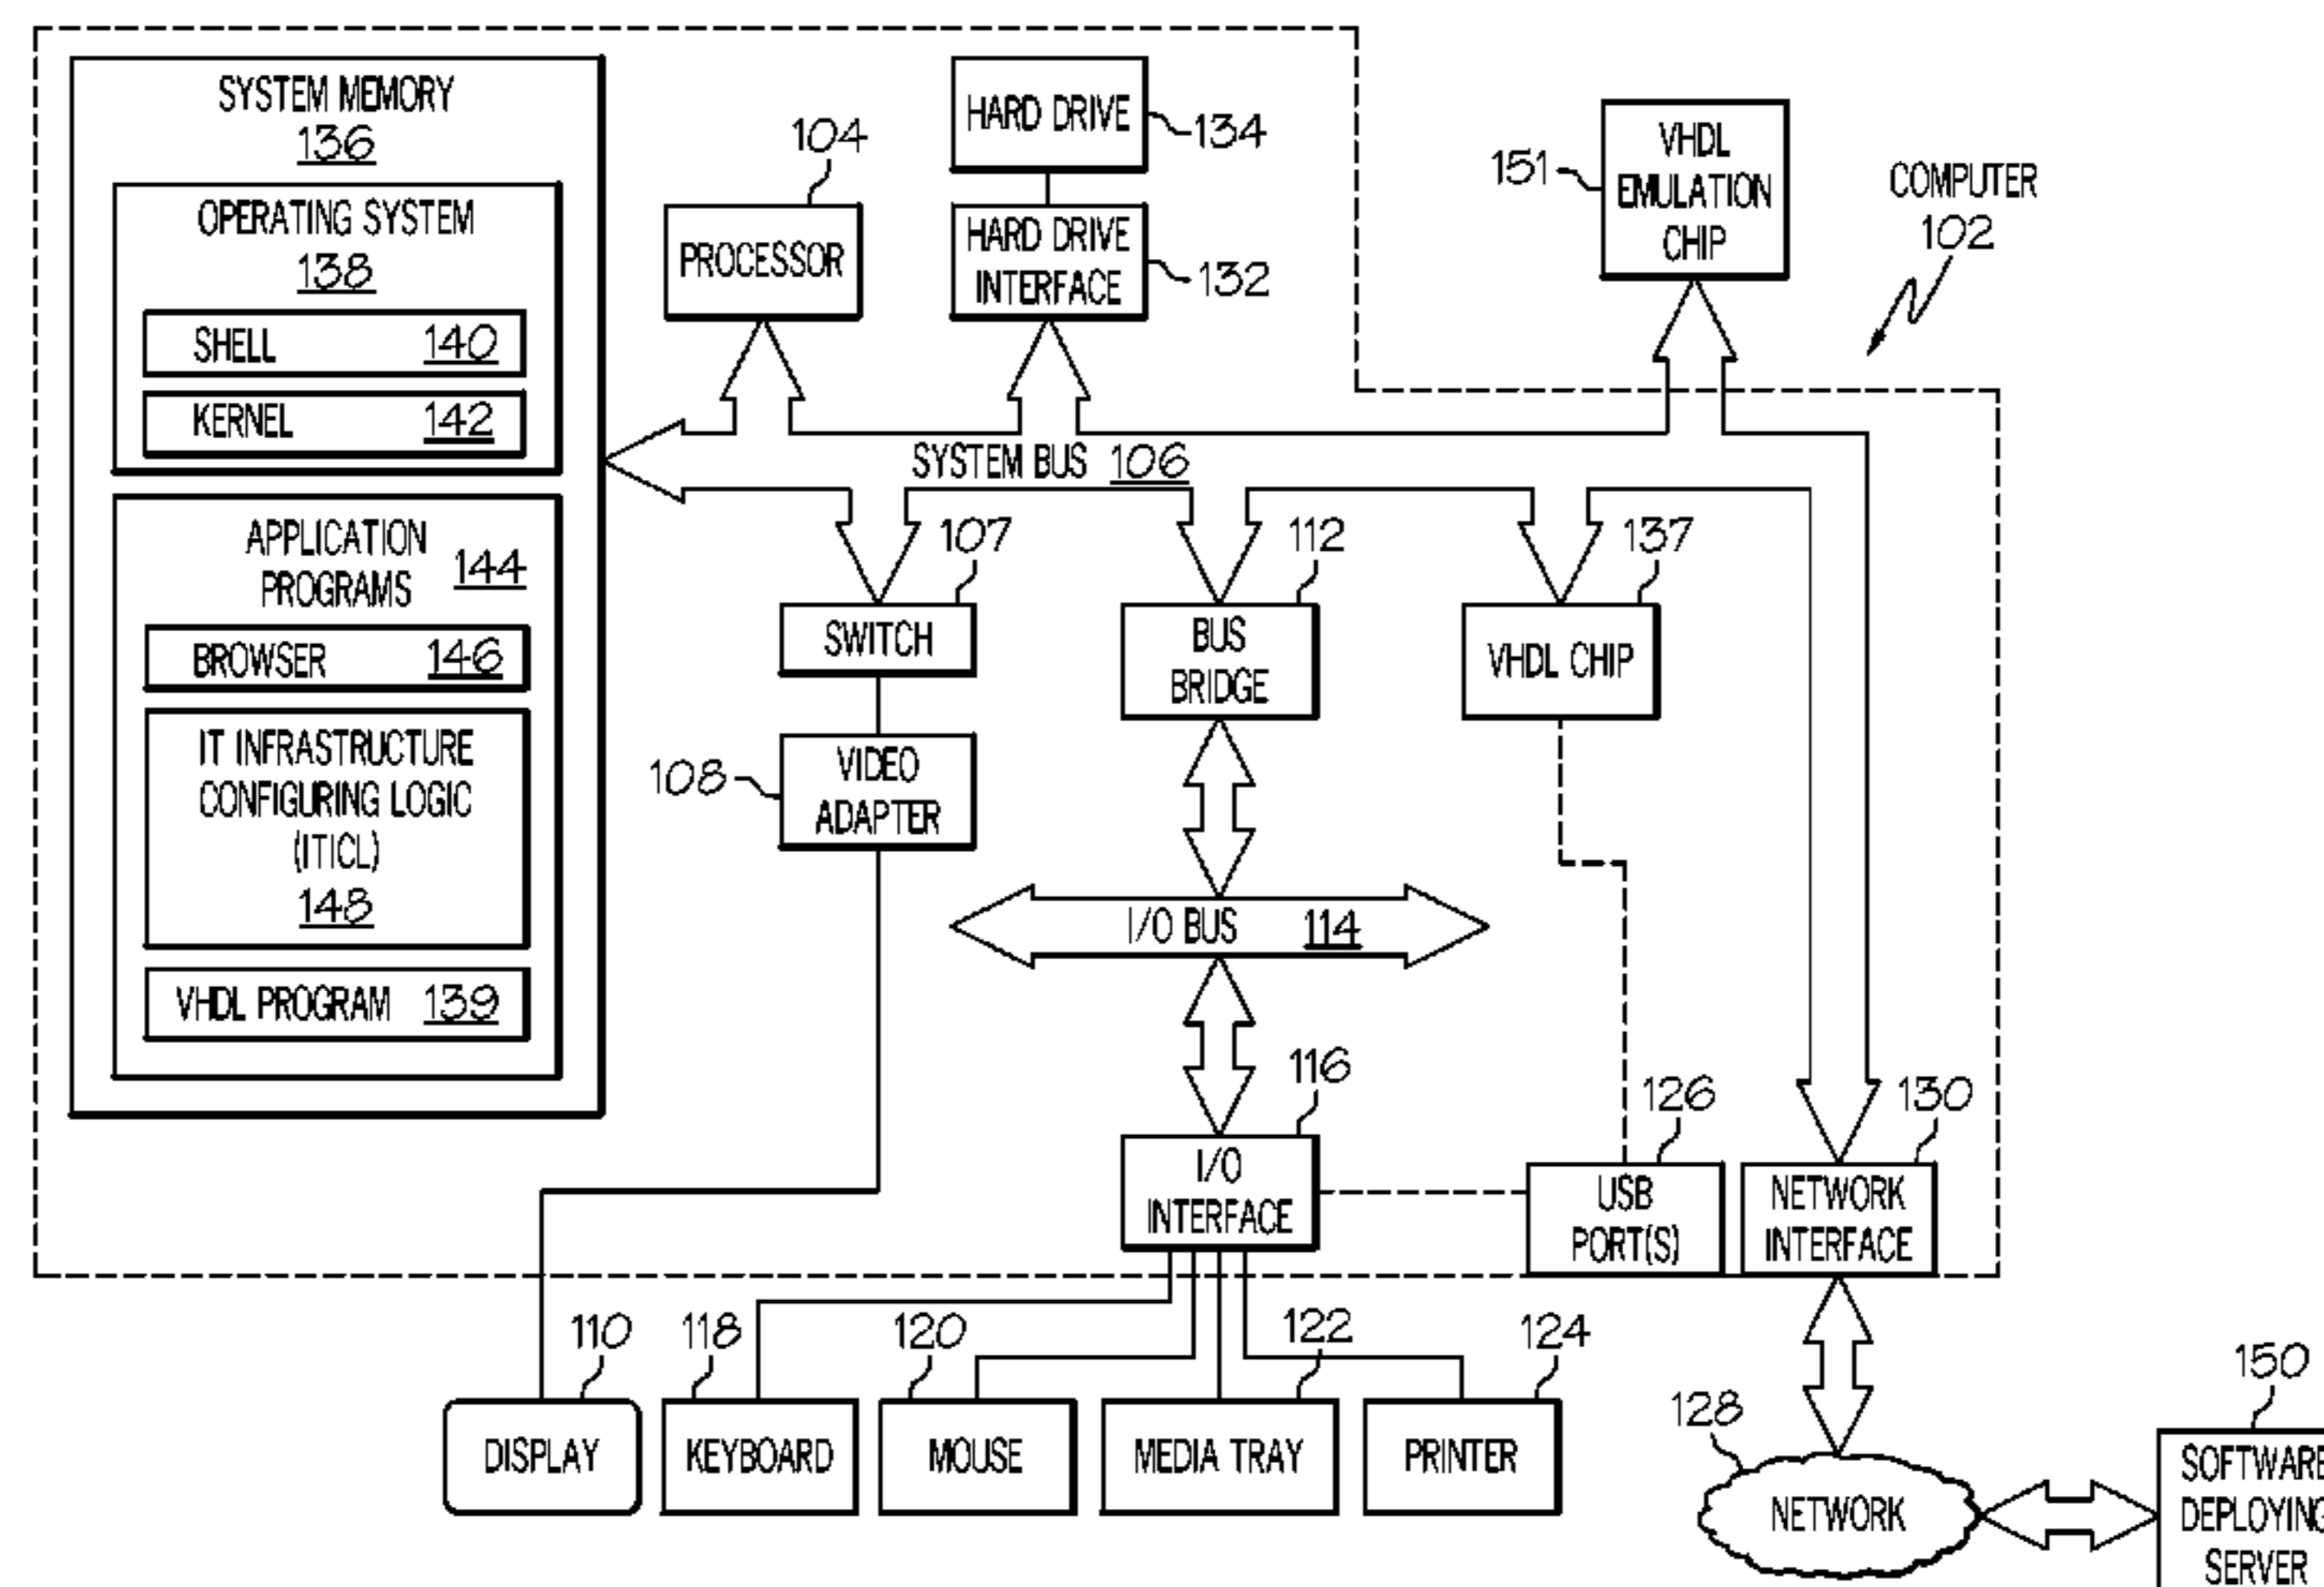 SYSTEM MEMORY
136
OPERATING SYSTEM
138
SHELL 140
KERNEL 142
APPLICATION
PROGRAMS 144
BROWSER 146
IT INFRASTRUCTURE
CONFIGURING LOGIC
(ITICL)
148
VHDL PROGRAM 139
104
PROCESSOR
HARD DRIVE
134
HARD DRIVE
INTERFACE
132
151
VHDL
EMULATION
CHIP
COMPUTER
102
SYSTEM BUS 106
107
SWITCH
112
BUS
BRIDGE
137
VHDL CHIP
108
VIDEO
ADAPTER
I/O BUS 114
116
I/O
INTERFACE
126
USB
PORT(S)
130
NETWORK
INTERFACE
110
DISPLAY
118
KEYBOARD
120
MOUSE
122
MEDIA TRAY
124
PRINTER
128
NETWORK
150
SOFTWARE
DEPLOYING
SERVER